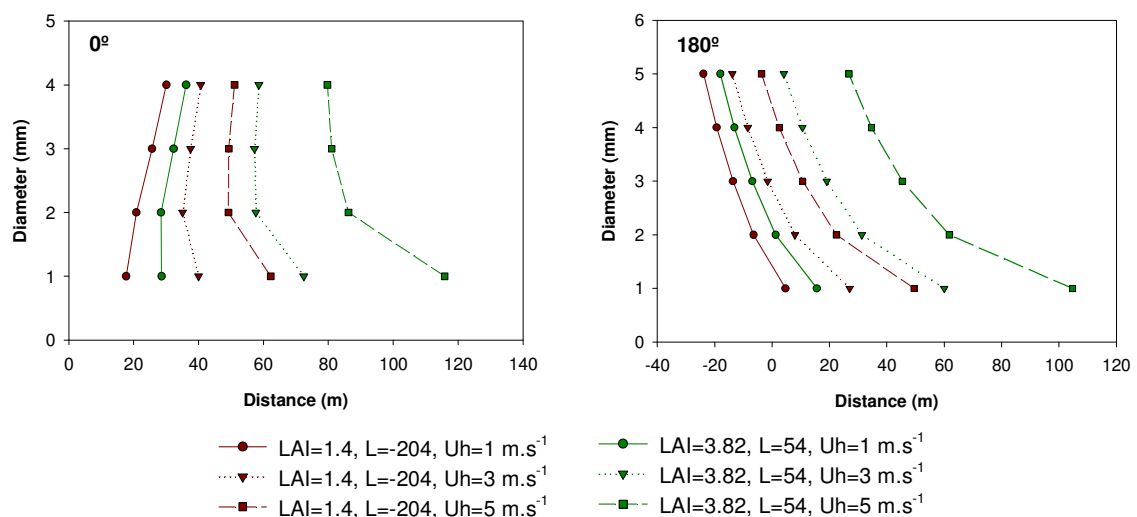 0º
Diameter (mm)
5
4
3
2
1
0
0 20 40 60 80 100 120 140
Distance (m)
180º
Diameter (mm)
6
5
4
3
2
1
0
-40 -20 0 20 40 60 80 100 120
Distance (m)
LAI=1.4, L=-204, Uh=1 m.s-1
LAI=1.4, L=-204, Uh=3 m.s-1
LAI=1.4, L=-204, Uh=5 m.s-1
LAI=3.82, L=54, Uh=1 m.s-1
LAI=3.82, L=54, Uh=3 m.s-1
LAI=3.82, L=54, Uh=5 m.s-1